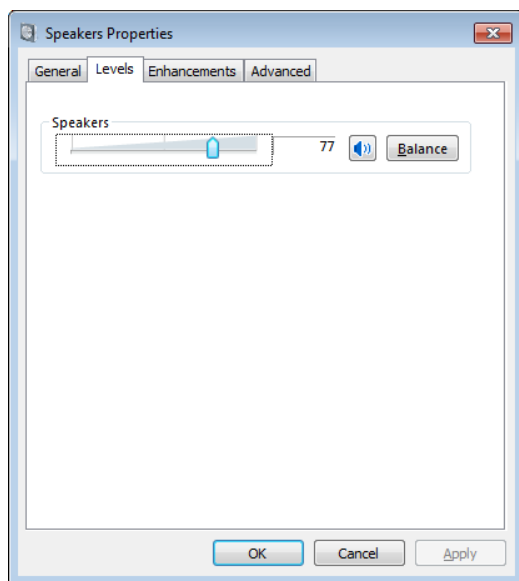 Speakers Properties
General Levels Enhancements Advanced
Speakers
77 Balance
OK Cancel Apply